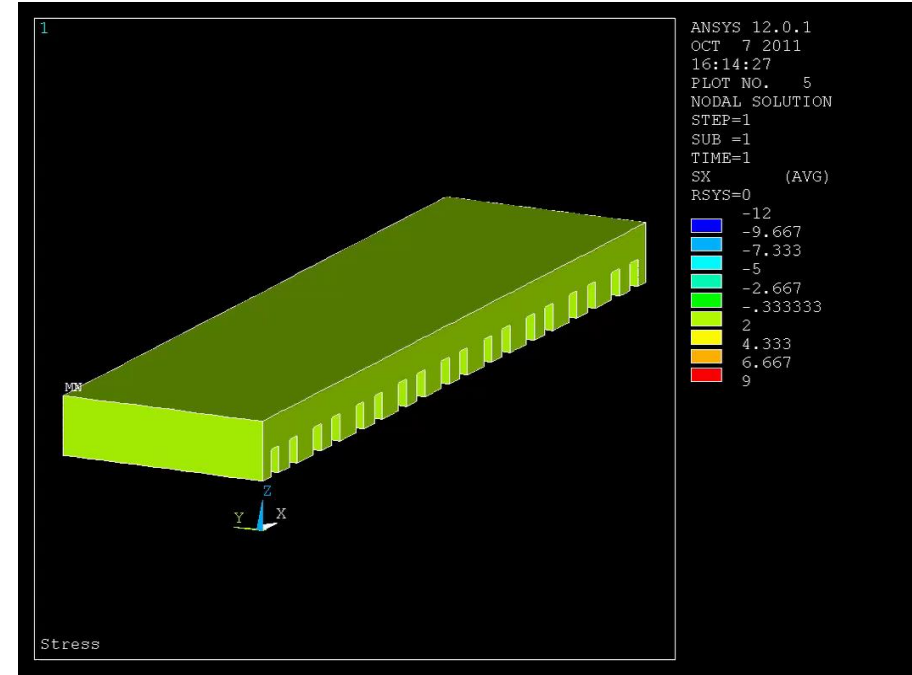 1
ANSYS 12.0.1
OCT 7 2011
16:14:27
PLOT NO. 5
NODAL SOLUTION
STEP=1
SUB =1
TIME=1
SX (AVG)
RSYS=0
-12
-9.667
-7.333
-5
-2.667
-.333333
2
4.333
6.667
9
MN
Z
Y X
Stress